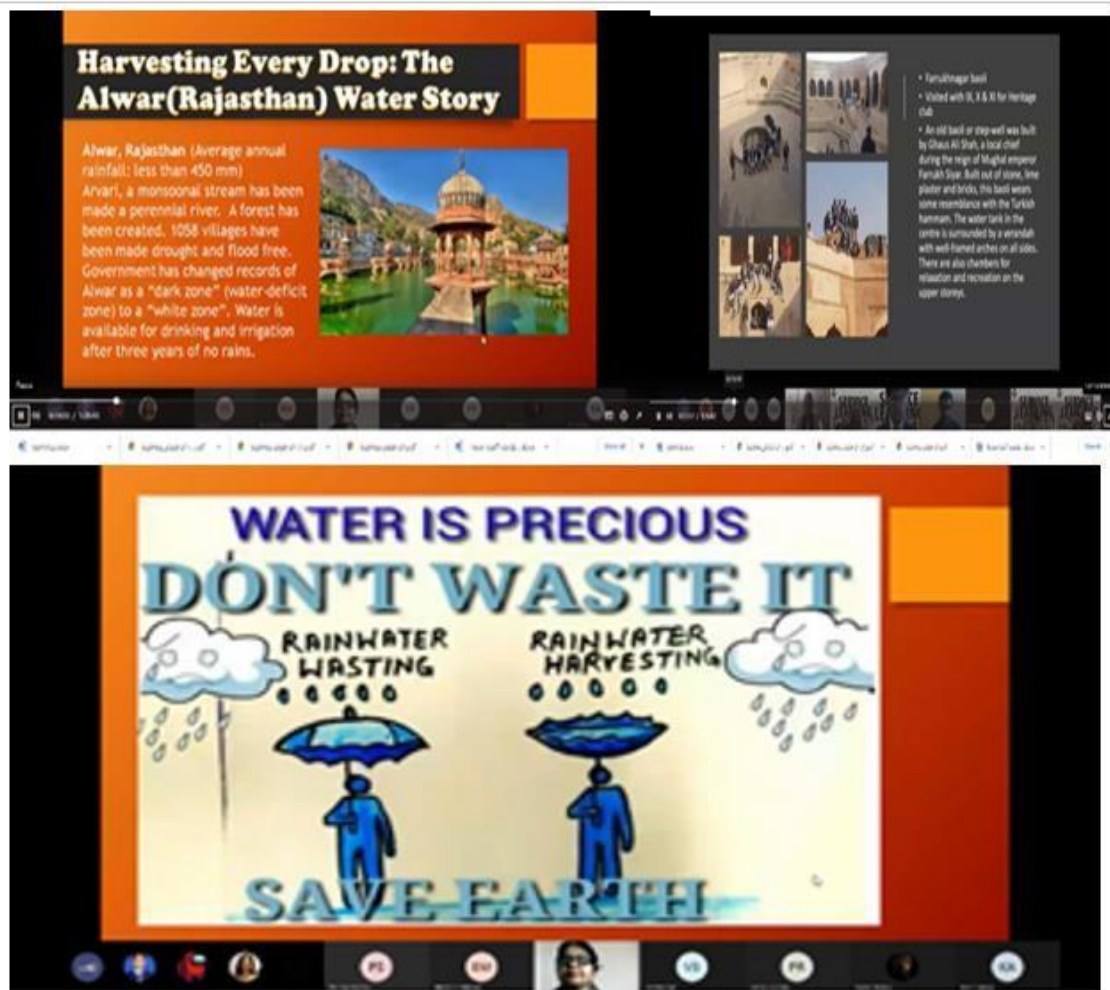 Harvesting Every Drop: The
Alwar(Rajasthan) Water Story
Alwar, Rajasthan (Average annual
rainfall: less than 450 mm)
Arvari, a monsoonal stream has been
made a perennial river. A forest has
been created. 1058 villages have
been made drought and flood free.
Government has changed records of
Alwar as a "dark zone" (water-deficit
zone) to a "white zone". Water is
available for drinking and irrigation
after three years of no rains.
• Farrukhnagar baoli
• Visited with IX, X & XI for Heritage
club
• An old baoli or step-well was built
by Ghaus Ali Shah, a local chief
during the reign of Mughal emperor
Farrukh Siyar. Built out of stone, lime
plaster and bricks, this baoli wears
some resemblance with the Turkish
hammam. The water tank in the
centre is surrounded by a verandah
with well-framed arches on all sides.
There are also chambers for
relaxation and recreation on the
upper storeys.
WATER IS PRECIOUS
DON'T WASTE IT
RAINWATER
WASTING
RAINWATER
HARVESTING
SAVE EARTH
PS
VS
PR
KA